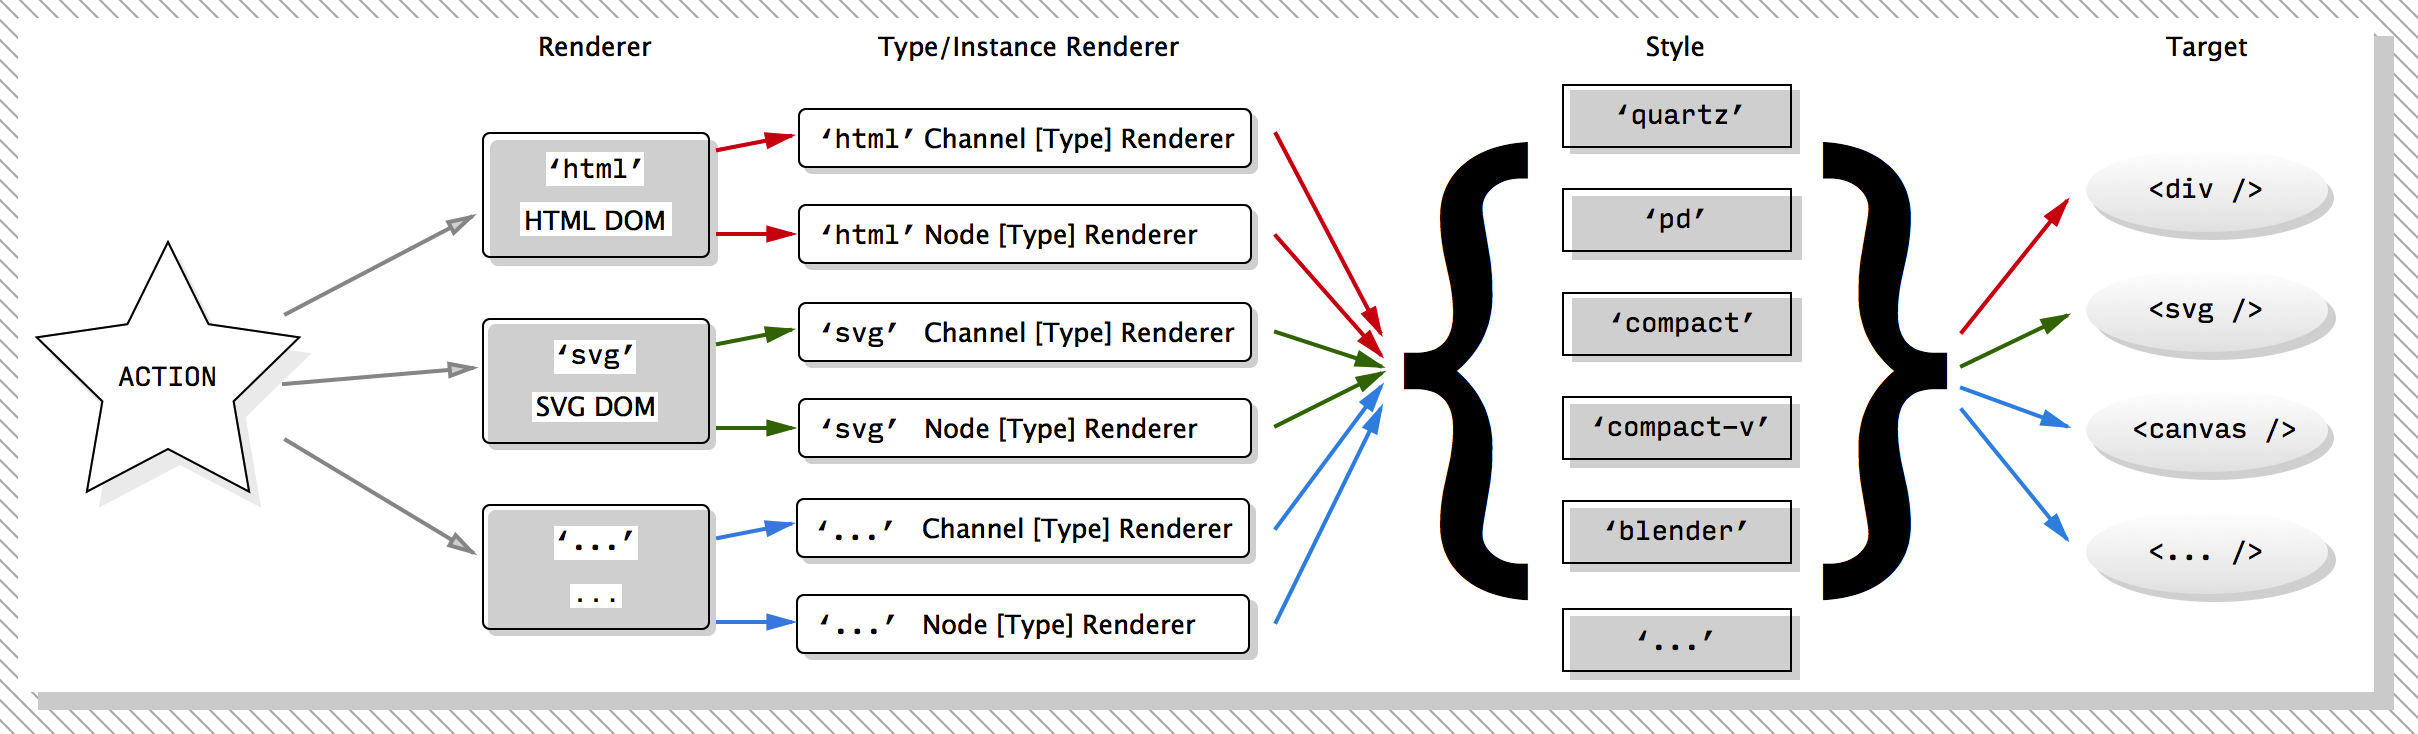 Renderer
Type/Instance Renderer
Style
Target
ACTION
‘html’
HTML DOM
‘svg’
SVG DOM
‘...’
...
‘html’ Channel [Type] Renderer
‘html’ Node [Type] Renderer
‘svg’ Channel [Type] Renderer
‘svg’ Node [Type] Renderer
‘...’ Channel [Type] Renderer
‘...’ Node [Type] Renderer
{
‘quartz’
‘pd’
‘compact’
‘compact-v’
‘blender’
‘...’
}
<div />
<svg />
<canvas />
<... />